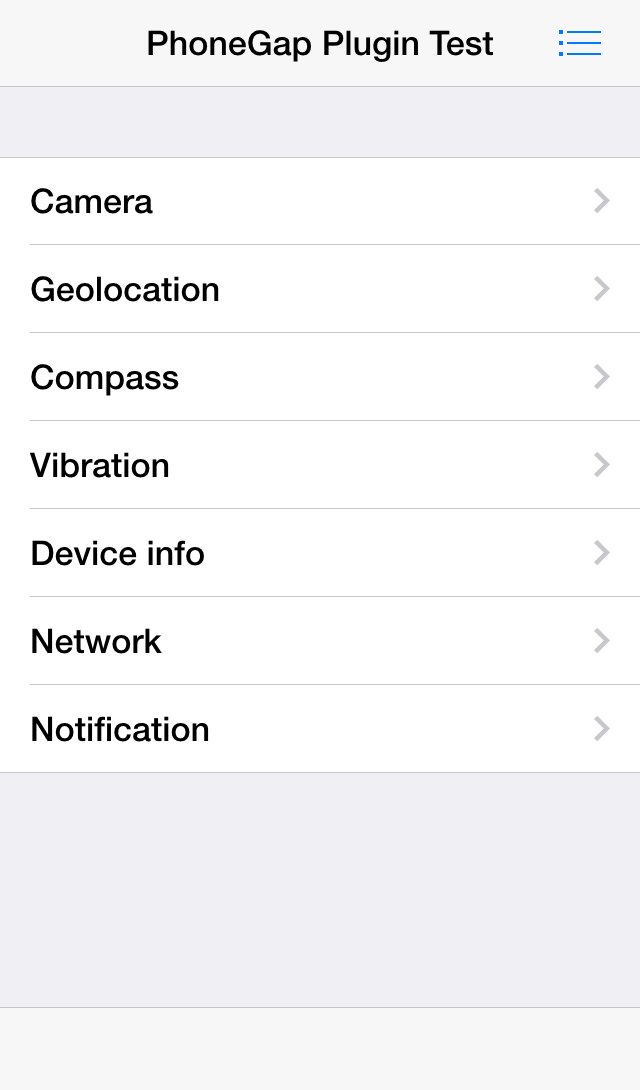 PhoneGap Plugin Test
Camera
Geolocation
Compass
Vibration
Device info
Network
Notification